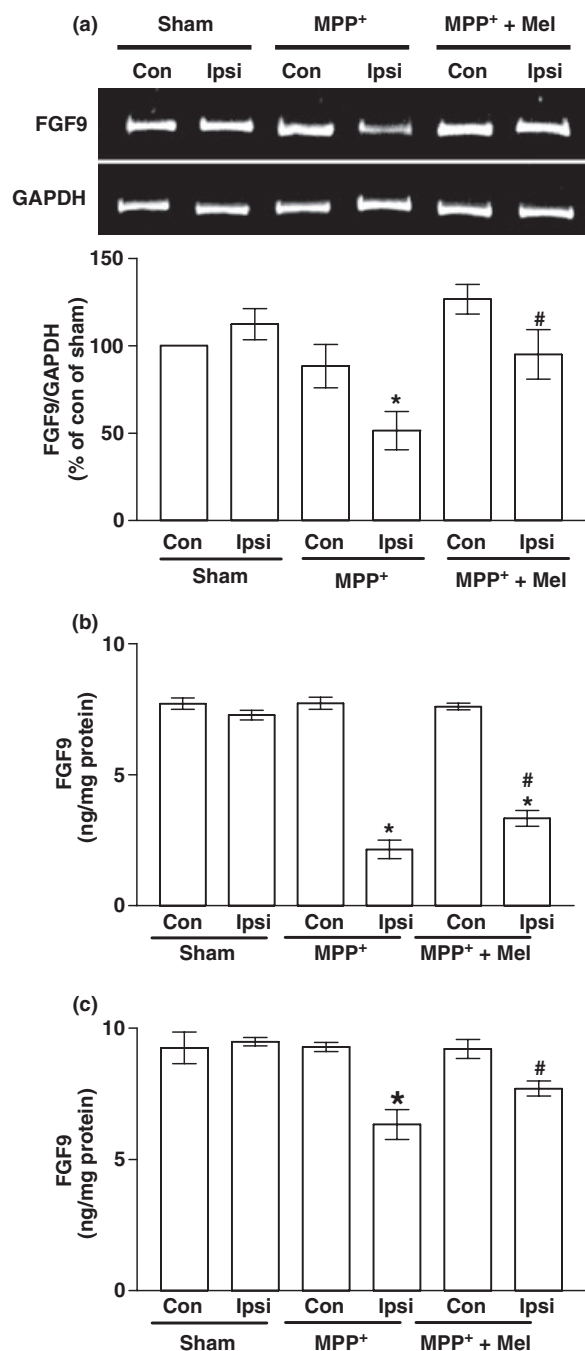 (a)
Sham MPP+ MPP+ + Mel
Con Ipsi Con Ipsi Con Ipsi
FGF9
GAPDH
150
100
50
0
FGF9/GAPDH
(% of con of sham)
*
#
Con Ipsi Con Ipsi Con Ipsi
Sham MPP+ MPP+ + Mel
(b)
10
5
0
FGF9
(ng/mg protein)
*
#
*
Con Ipsi Con Ipsi Con Ipsi
Sham MPP+ MPP+ + Mel
(c)
10
5
0
FGF9
(ng/mg protein)
*
#
Con Ipsi Con Ipsi Con Ipsi
Sham MPP+ MPP+ + Mel